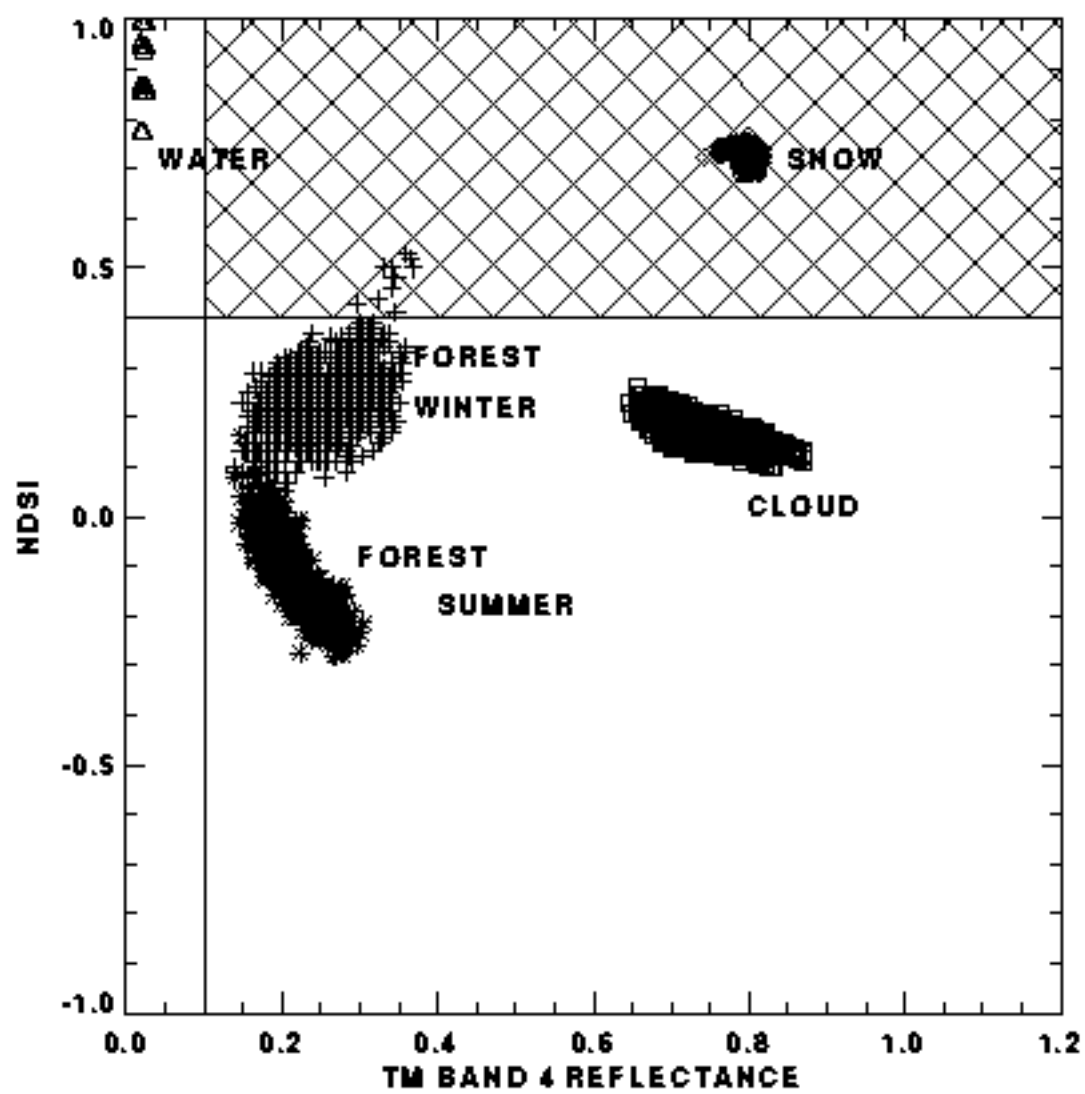 1.0
WATER
SNOW
0.5
FOREST
WINTER
0.0
CLOUD
NDSI
FOREST
SUMMER
-0.5
-1.0
0.0 0.2 0.4 0.6 0.8 1.0 1.2
TM BAND 4 REFLECTANCE